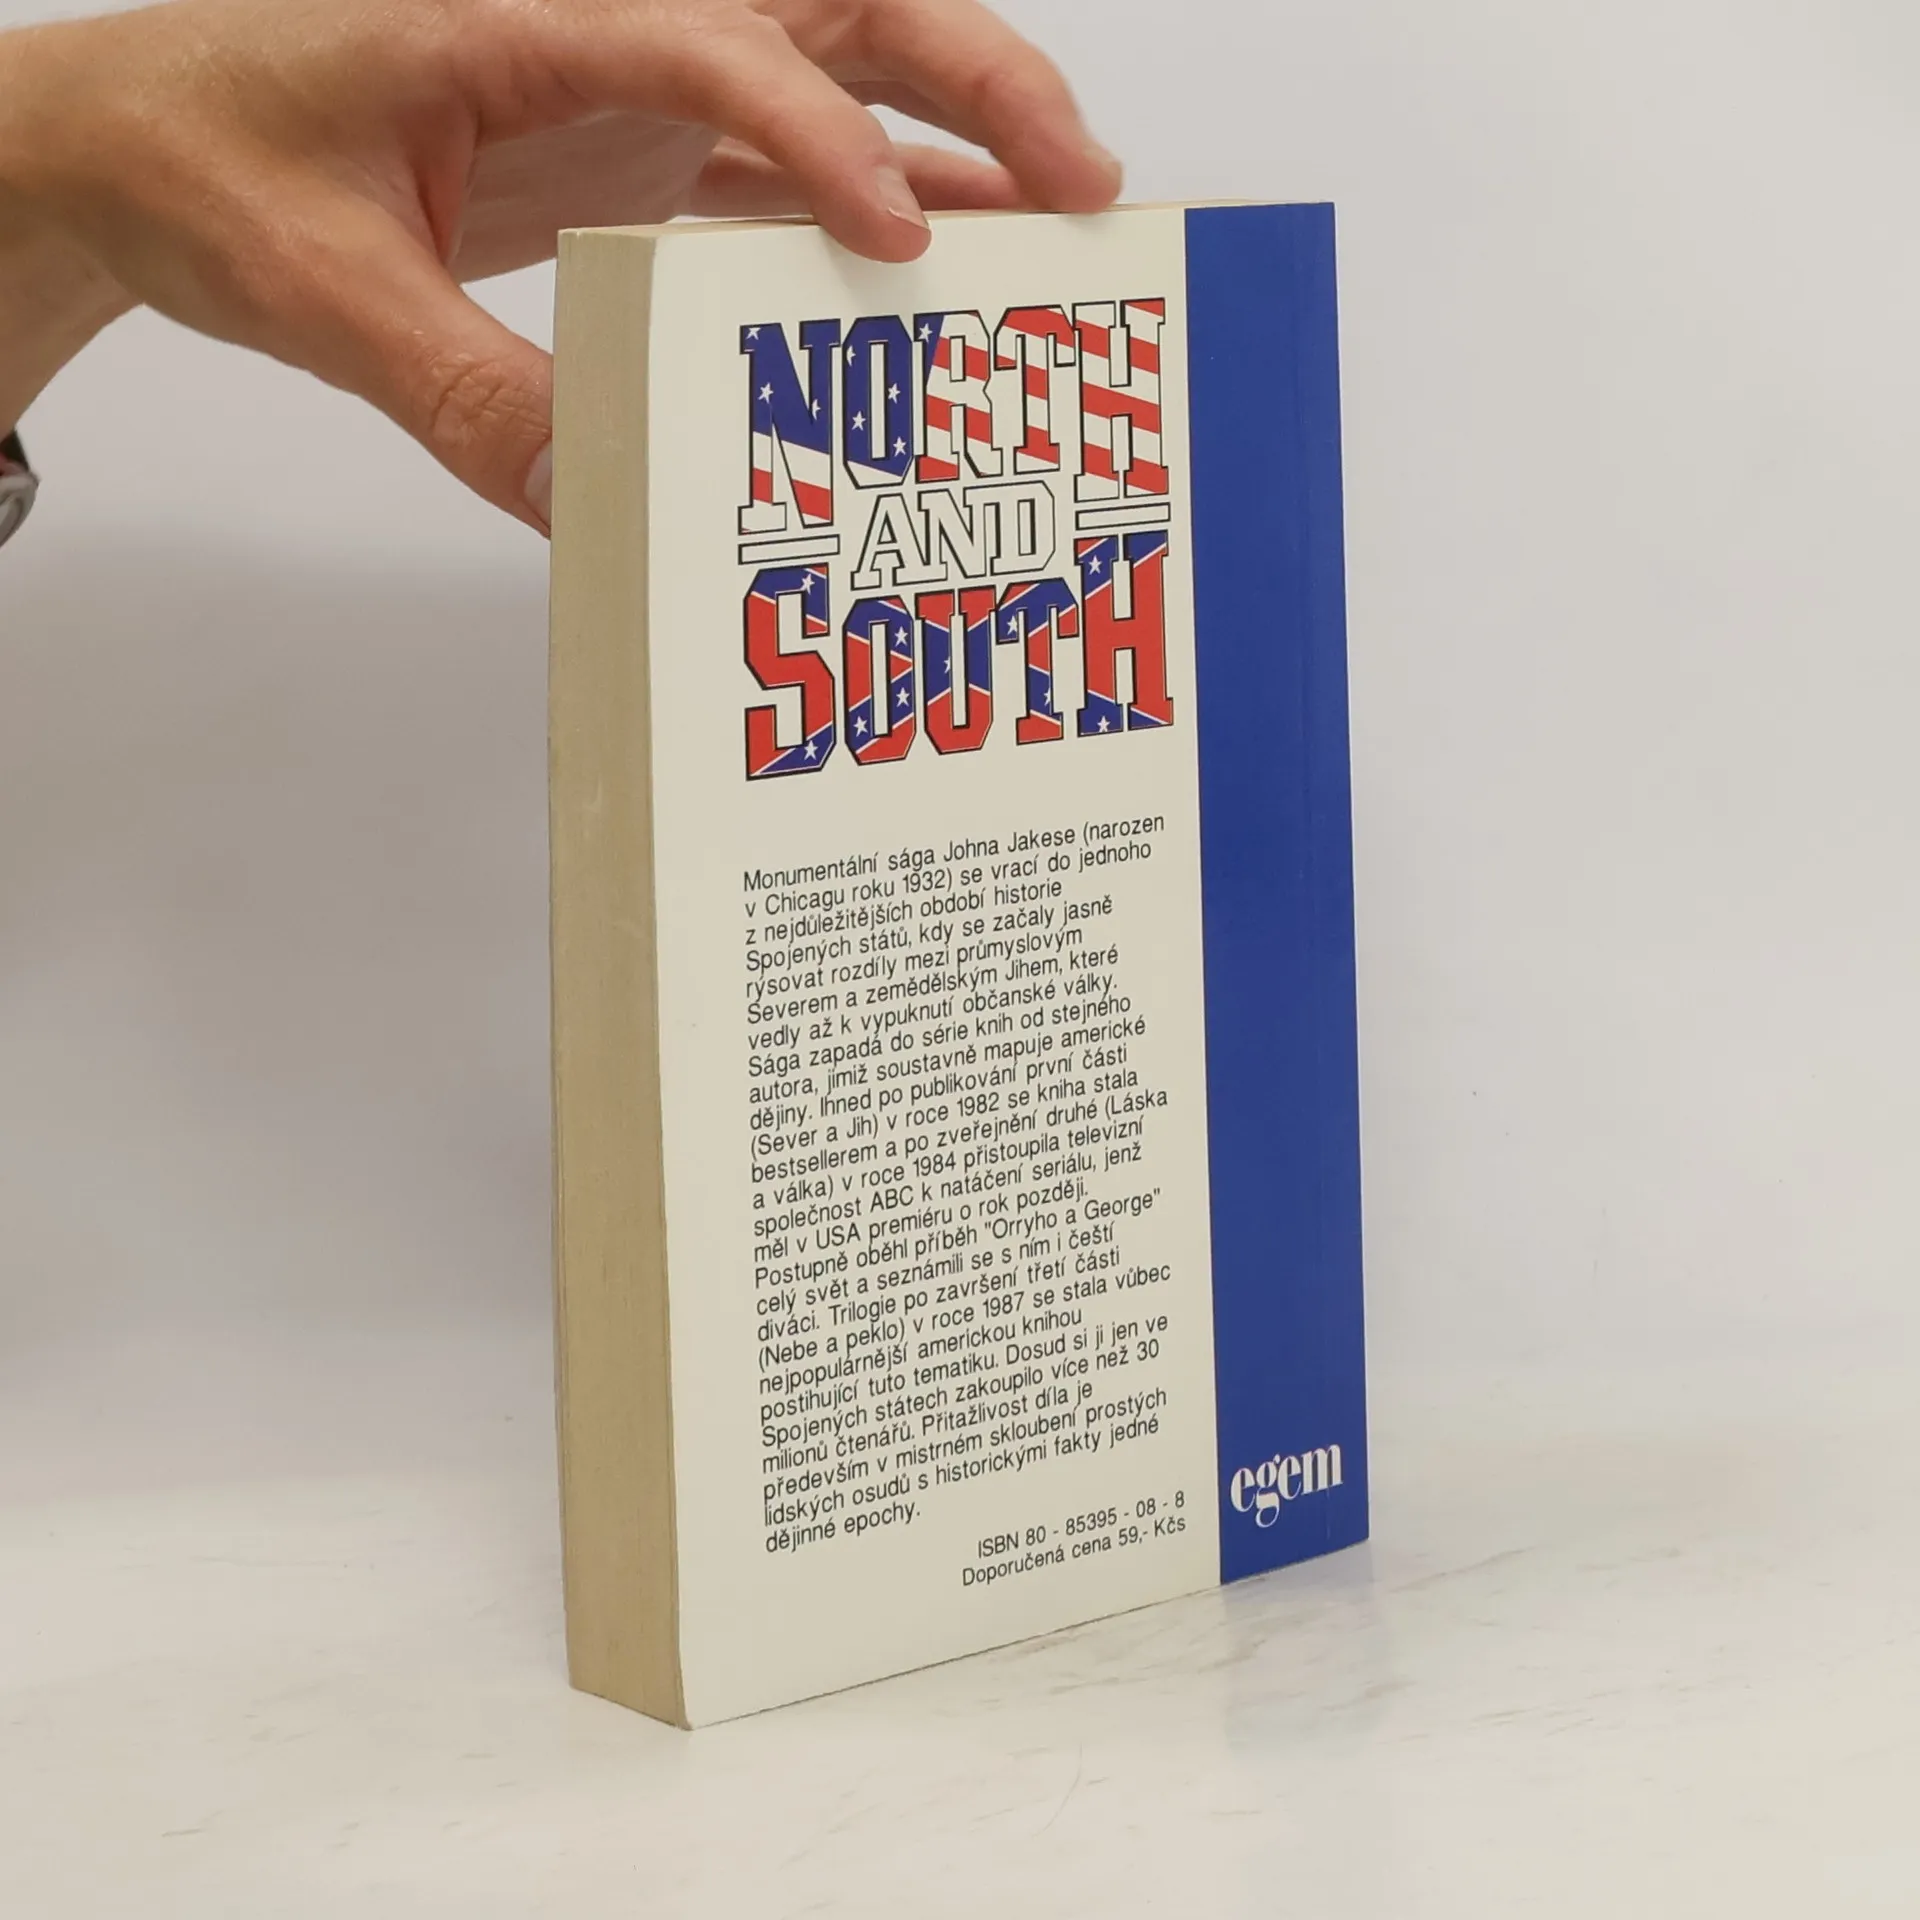 NORTH
AND
SOUTH
Monumentální sága Johna Jakese (narozen
v Chicagu roku 1932) se vrací do jednoho
z nejdůležitějších období historie
Spojených států, kdy se začaly jasně
rýsovat rozdíly mezi průmyslovým
Severem a zemědělským Jihem, které
vedly až k vypuknutí občanské války.
Sága zapadá do série knih od stejného
autora, jimiž soustavně mapuje americké
dějiny. Ihned po publikování první části
(Sever a Jih) v roce 1982 se kniha stala
bestsellerem a po zveřejnění druhé (Láska
a válka) v roce 1984 přistoupila televizní
společnost ABC k natáčení seriálu, jenž
měl v USA premiéru o rok později.
Postupně oběhl příběh "Orryho a George"
celý svět a seznámili se s ním i čeští
diváci. Trilogie po završení třetí části
(Nebe a peklo) v roce 1987 se stala vůbec
nejpopulárnější americkou knihou
postihující tuto tematiku. Dosud si ji jen ve
Spojených státech zakoupilo více než 30
milionů čtenářů. Přitažlivost díla je
především v mistrném skloubení prostých
lidských osudů s historickými fakty jedné
dějinné epochy.
ISBN 80 - 85395 - 08 - 8
Doporučená cena 59,- Kčs
egem